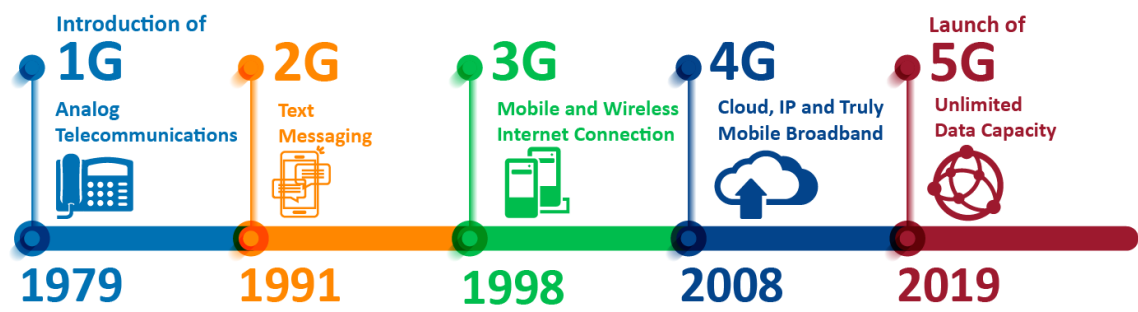 Introduction of
1G
Analog
Telecommunications
1979
2G
Text
Messaging
1991
3G
Mobile and Wireless
Internet Connection
1998
4G
Cloud, IP and Truly
Mobile Broadband
2008
Launch of
5G
Unlimited
Data Capacity
2019